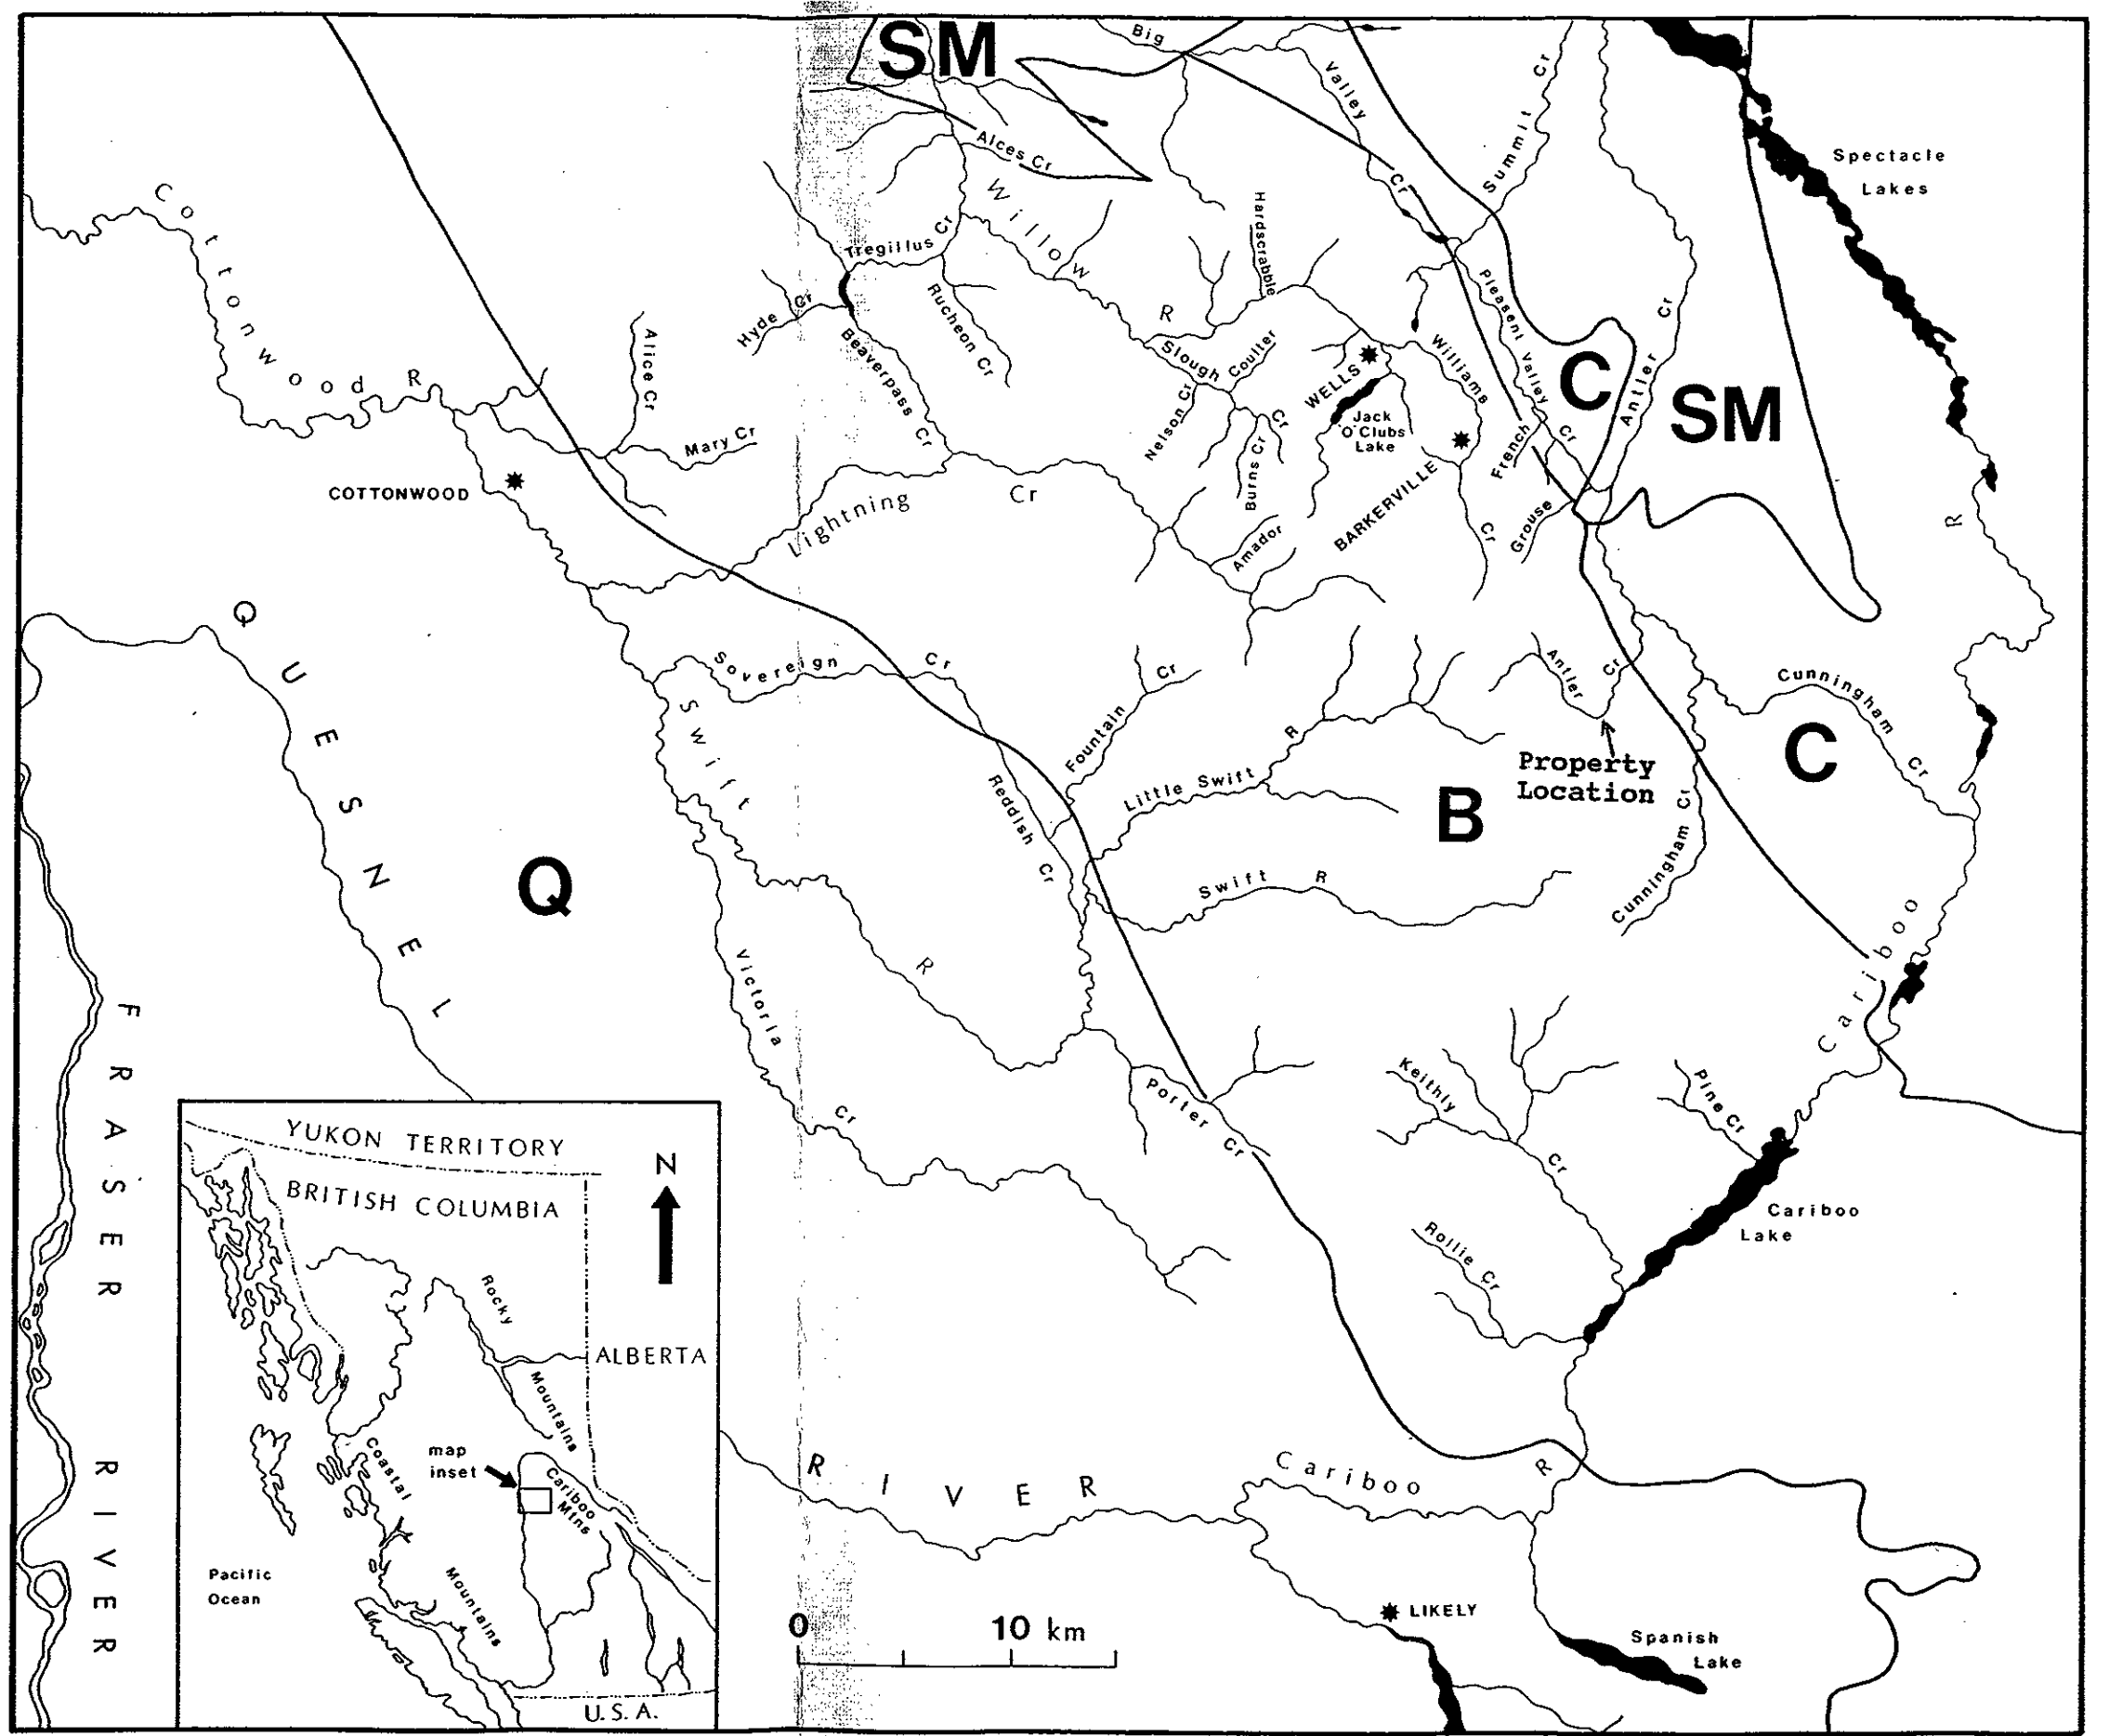 SM
Big
Valley
Cr
Summit Cr
Spectacle
Lakes
Alces Cr
Willow
R
Cottonwood R
Tregillus Cr
Hardscrabble
Hyde Cr
Rucheon Cr
Beaverpass Cr
Alice Cr
Mary Cr
Slough
Coulter
Nelson Cr
Burns Cr
Cr
WELLS
Jack
O'Clubs
Lake
Williams
Cr
BARKERVILLE
Pleasent Valley Cr
French
Grouse
C
Antler Cr
SM
R
COTTONWOOD
Lightning Cr
Amador
QUESNEL
Sovereign Cr
Swift
R
Fountain Cr
Reddish Cr
Little Swift R
Antler Cr
Property
Location
Cunningham Cr
C
B
Cunningham Cr
Q
Swift R
Victoria
Cr
Cariboo
FRASER RIVER
Porter Cr
Keithly
Cr
Pine Cr
Cariboo
Lake
Rollie Cr
YUKON TERRITORY
BRITISH COLUMBIA
N
Rocky
Mountains
ALBERTA
map
inset
Coastal
Mountains
Cariboo
Mtns
Pacific
Ocean
U.S.A.
RIVER
Cariboo R
LIKELY
Spanish
Lake
0 10 km